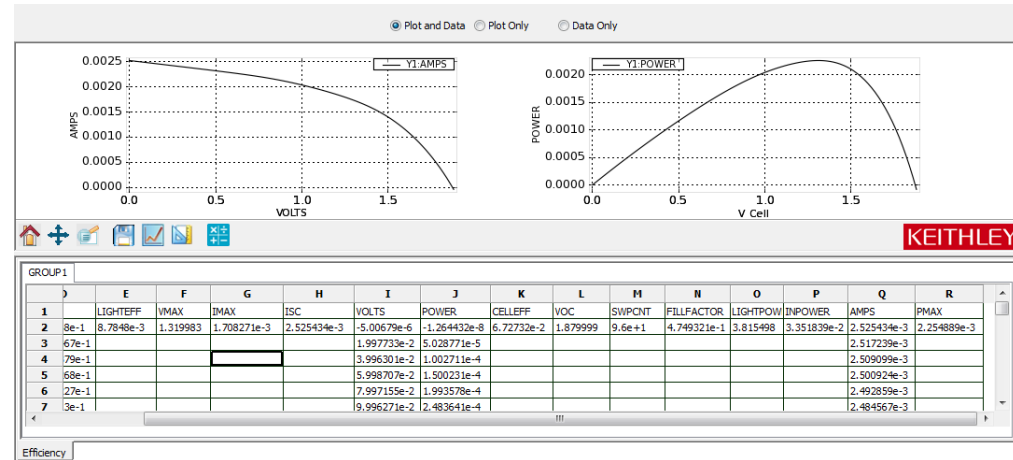 Plot and Data Plot Only Data Only
Y1:AMPS
0.0025
0.0020
0.0015
0.0010
0.0005
0.0000
AMPS
0.0 0.5 1.0 1.5
VOLTS
Y1:POWER
0.0020
0.0015
0.0010
0.0005
0.0000
POWER
0.0 0.5 1.0 1.5
V Cell
KEITHLEY
GROUP1
E F G H I J K L M N O P Q R
1 LIGHTEFF VMAX IMAX ISC VOLTS POWER CELLEFF VOC SWPCNT FILLFACTOR LIGHTPOW INPOWER AMPS PMAX
2 8e-1 8.7848e-3 1.319983 1.708271e-3 2.525434e-3 -5.00679e-6 -1.264432e-8 6.72732e-2 1.879999 9.6e+1 4.749321e-1 3.815498 3.351839e-2 2.525434e-3 2.254889e-3
3 67e-1 1.997733e-2 5.028771e-5 2.517239e-3
4 79e-1 3.996301e-2 1.002711e-4 2.509099e-3
5 68e-1 5.998707e-2 1.500231e-4 2.500924e-3
6 27e-1 7.997155e-2 1.993578e-4 2.492859e-3
7 3e-1 9.996271e-2 2.483641e-4 2.484567e-3
Efficiency